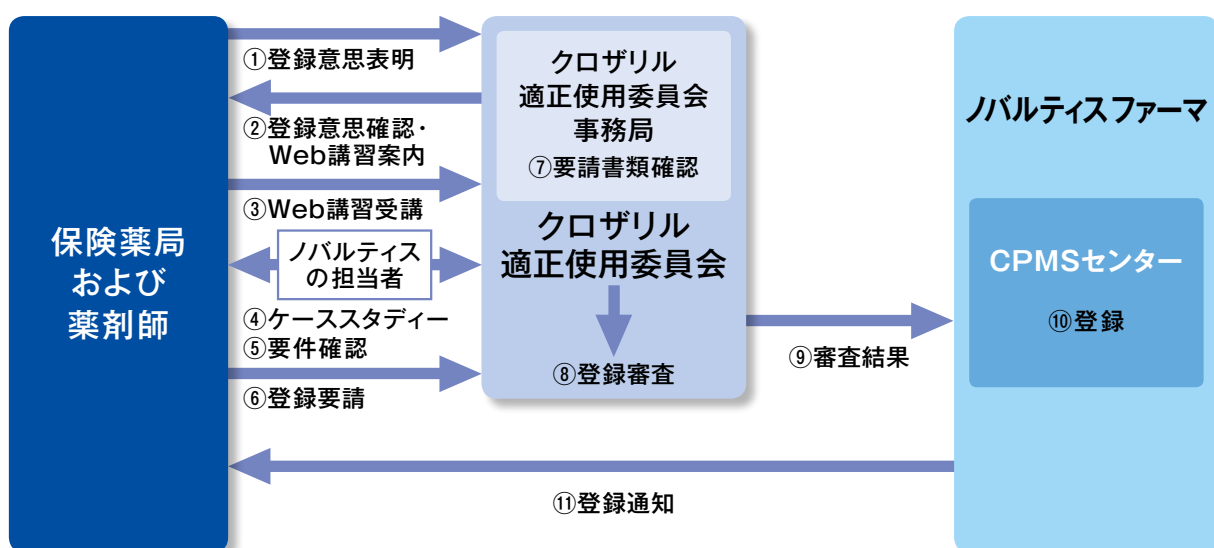 保険薬局
および
薬剤師
①登録意思表明
②登録意思確認・
Web講習案内
③Web講習受講
ノバルティス
の担当者
④ケーススタディー
⑤要件確認
⑥登録要請
クロザリル
適正使用委員会
事務局
⑦要請書類確認
クロザリル
適正使用委員会
⑧登録審査
⑨審査結果
ノバルティスファーマ
CPMSセンター
⑩登録
⑪登録通知